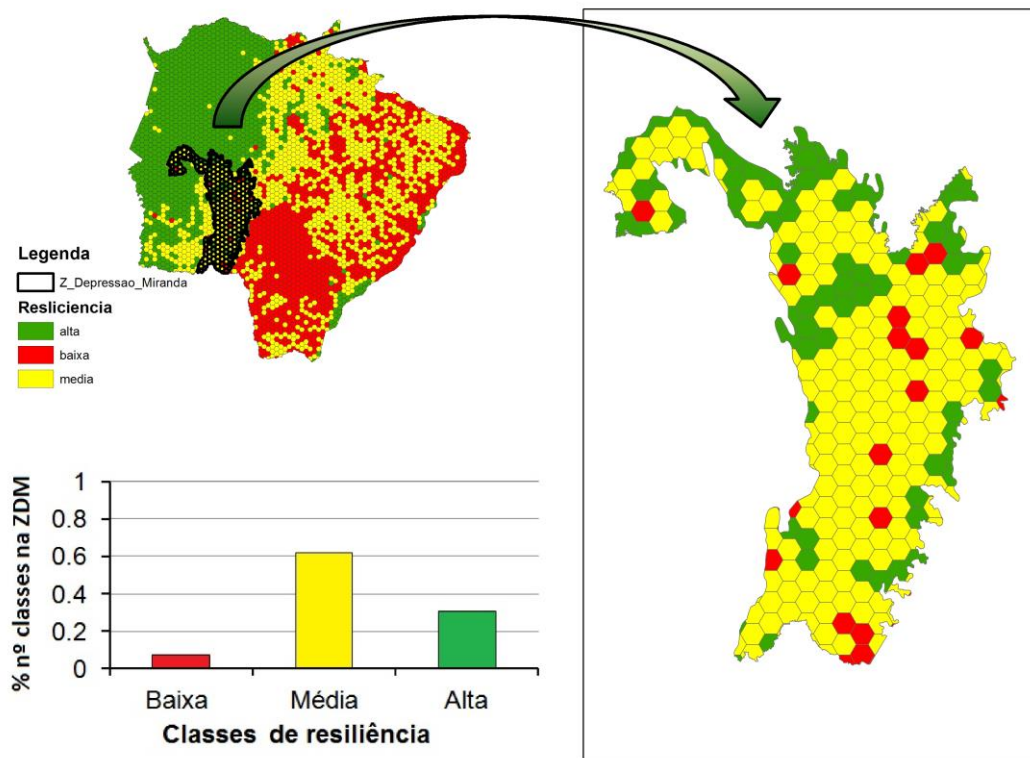 Legenda
Z_Depressao_Miranda
Resliciencia
alta
baixa
media
% nº classes na ZDM
1
0.8
0.6
0.4
0.2
0
Baixa Média Alta
Classes de resiliência